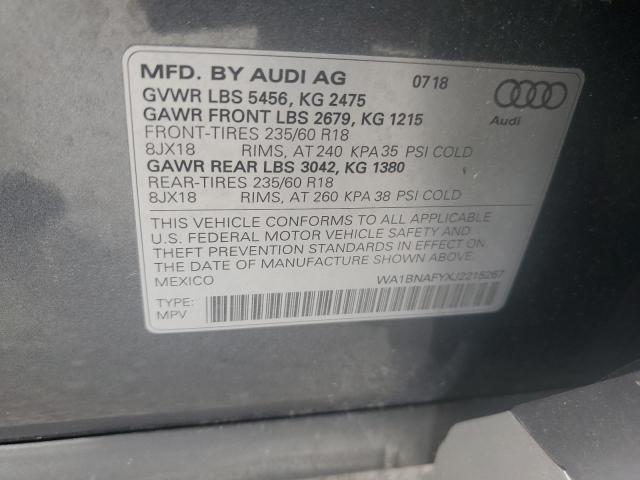 MFD. BY AUDI AG 0718
GVWR LBS 5456, KG 2475
GAWR FRONT LBS 2679, KG 1215
FRONT-TIRES 235/60 R18
8JX18 RIMS, AT 240 KPA 35 PSI COLD
GAWR REAR LBS 3042, KG 1380
REAR-TIRES 235/60 R18
8JX18 RIMS, AT 260 KPA 38 PSI COLD
Audi
THIS VEHICLE CONFORMS TO ALL APPLICABLE
U.S. FEDERAL MOTOR VEHICLE SAFETY AND
THEFT PREVENTION STANDARDS IN EFFECT ON
THE DATE OF MANUFACTURE SHOWN ABOVE.
MEXICO WA1BNAFYXJ2215267
TYPE:
MPV